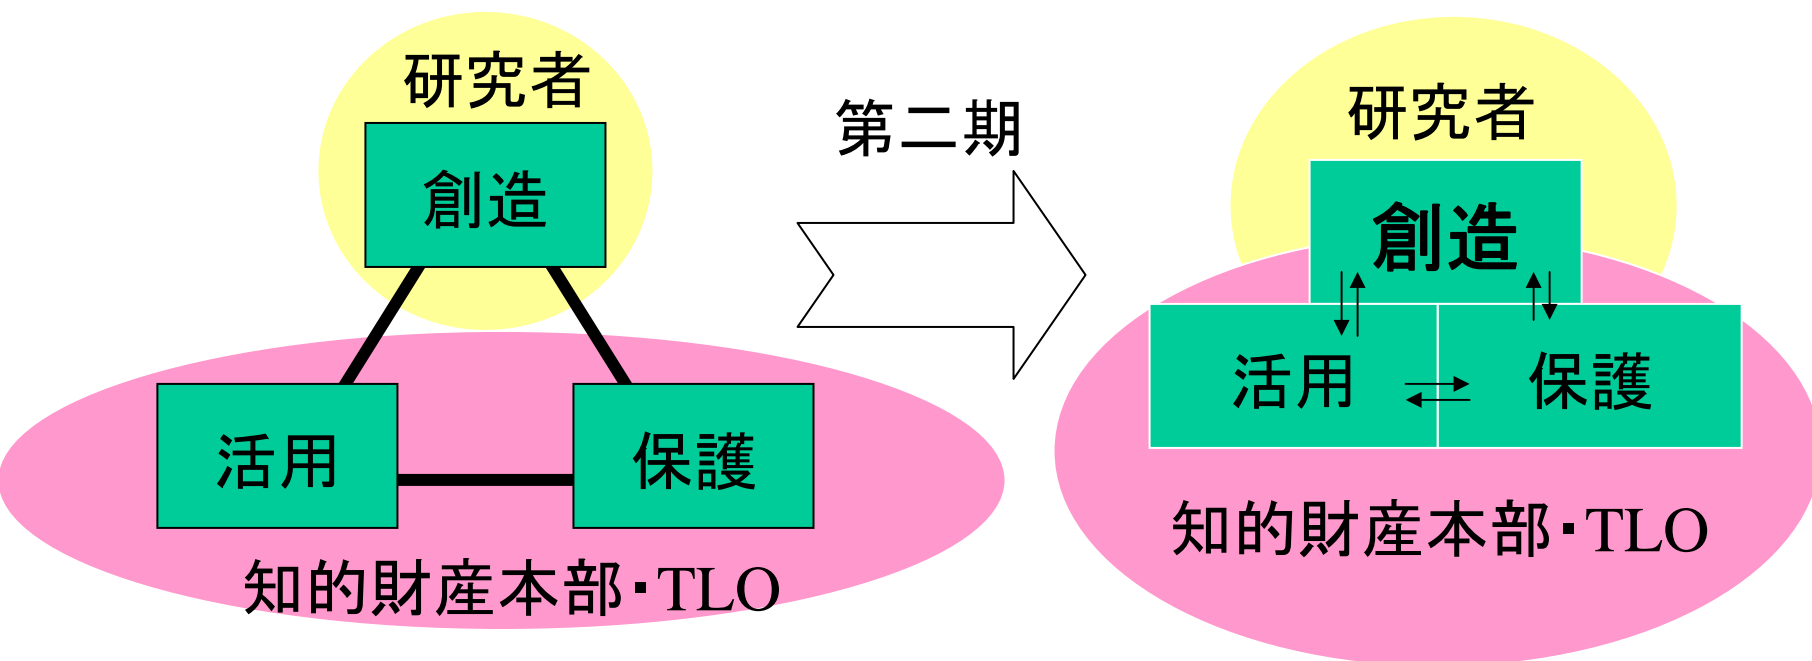 研究者
創造
活用
保護
知的財産本部・TLO
第二期
研究者
創造
活用
保護
知的財産本部・TLO